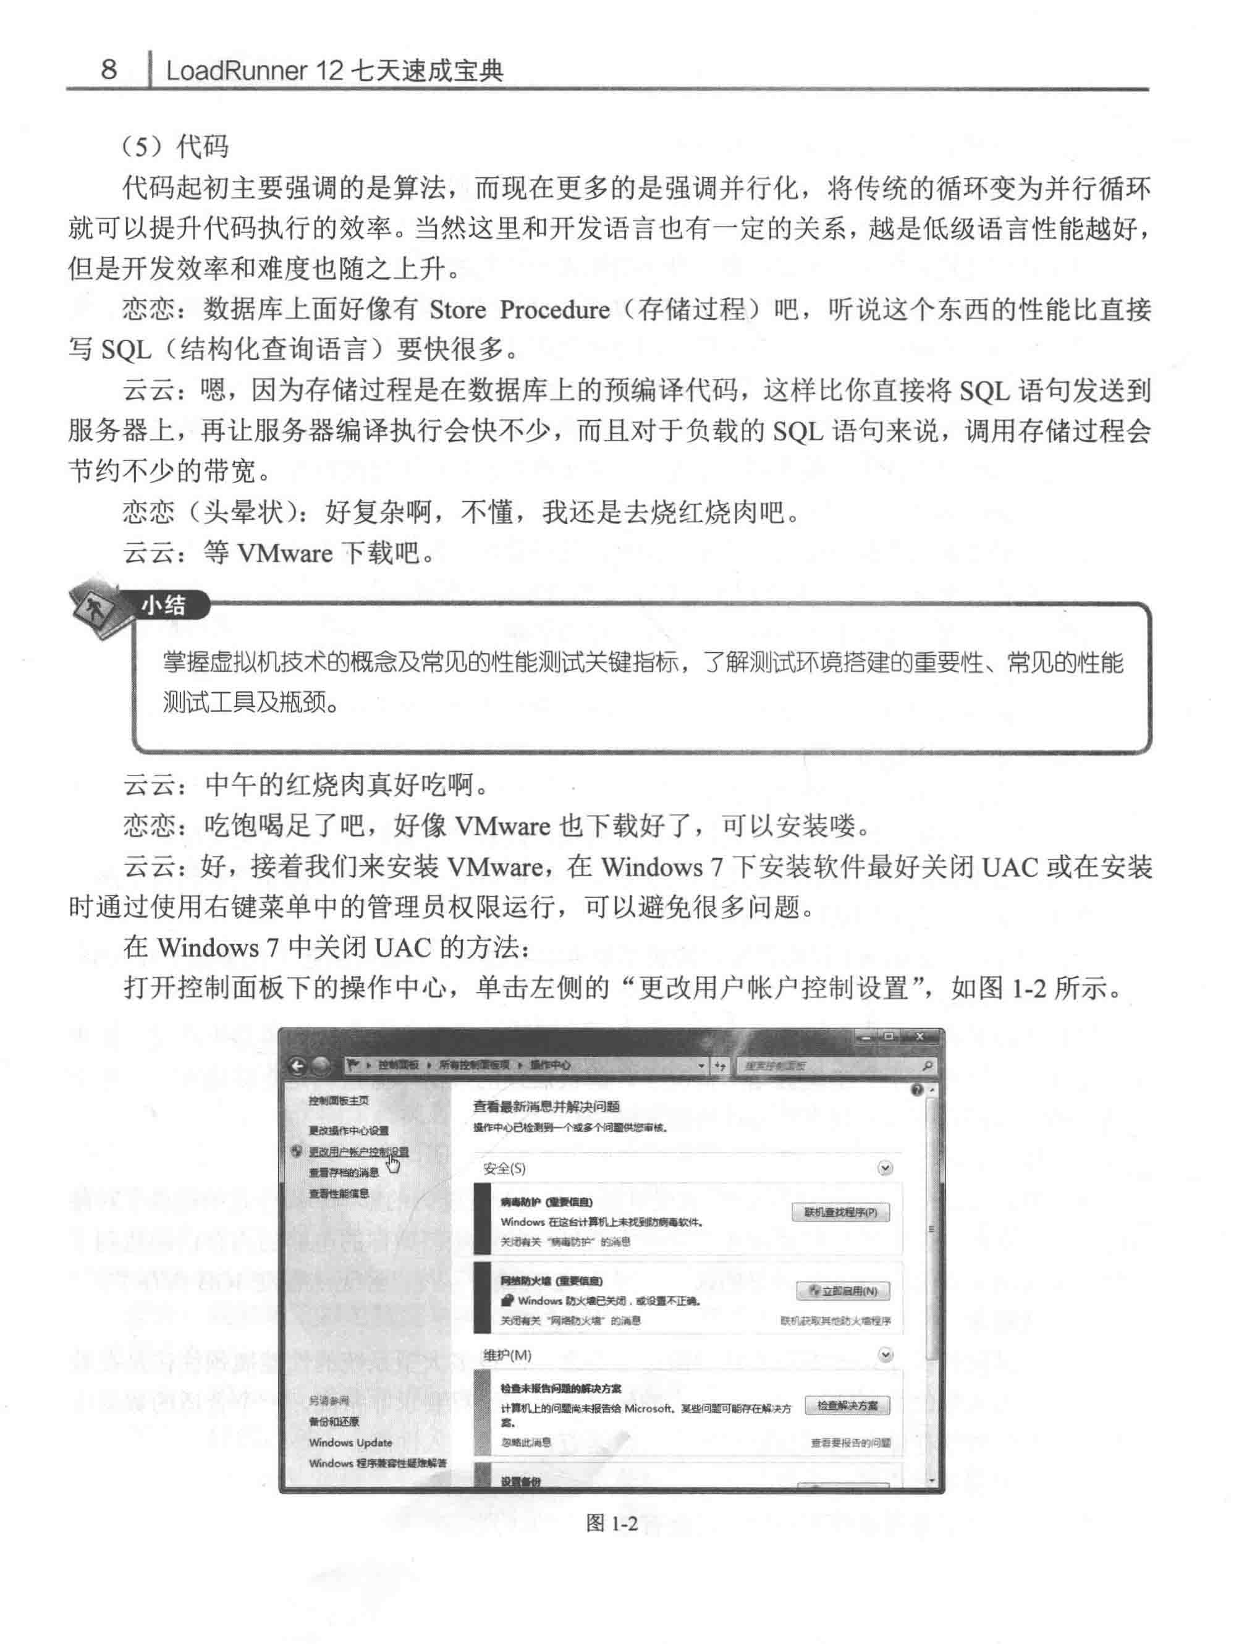 8 LoadRunner 12 七天速成宝典
（5）代码
代码起初主要强调的是算法，而现在更多的是强调并行化，将传统的循环变为并行循环
就可以提升代码执行的效率。当然这里和开发语言也有一定的关系，越是低级语言性能越好，
但是开发效率和难度也随之上升。
恋恋：数据库上面好像有 Store Procedure（存储过程）吧，听说这个东西的性能比直接
写 SQL（结构化查询语言）要快很多。
云云：嗯，因为存储过程是在数据库上的预编译代码，这样比你直接将 SQL 语句发送到
服务器上，再让服务器编译执行会快不少，而且对于负载的 SQL 语句来说，调用存储过程会
节约不少的带宽。
恋恋（头晕状）：好复杂啊，不懂，我还是去烧红烧肉吧。
云云：等 VMware 下载吧。
小结
掌握虚拟机技术的概念及常见的性能测试关键指标，了解测试环境搭建的重要性、常见的性能
测试工具及瓶颈。
云云：中午的红烧肉真好吃啊。
恋恋：吃饱喝足了吧，好像 VMware 也下载好了，可以安装喽。
云云：好，接着我们来安装 VMware，在 Windows 7 下安装软件最好关闭 UAC 或在安装
时通过使用右键菜单中的管理员权限运行，可以避免很多问题。
在 Windows 7 中关闭 UAC 的方法：
打开控制面板下的操作中心，单击左侧的“更改用户帐户控制设置”，如图 1-2 所示。
控制面板 所有控制面板项 操作中心 搜索控制面板
控制面板主页
更改操作中心设置
更改用户帐户控制设置
查看存档的消息
查看性能信息
查看最新消息并解决问题
操作中心已检测到一个或多个问题供您审核。
安全(S)
病毒防护 (重要信息)
Windows 在这台计算机上未找到防病毒软件。
联机查找程序(P)
关闭有关 “病毒防护” 的消息
网络防火墙 (重要信息)
Windows 防火墙已关闭，或设置不正确。
立即启用(N)
关闭有关 “网络防火墙” 的消息
联机获取其他防火墙程序
维护(M)
检查未报告问题的解决方案
计算机上的问题尚未报告给 Microsoft。某些问题可能存在解决方
案。
检查解决方案
忽略此消息
查看要报告的问题
设置备份
另请参阅
备份和还原
Windows Update
Windows 程序兼容性疑难解答
图 1-2